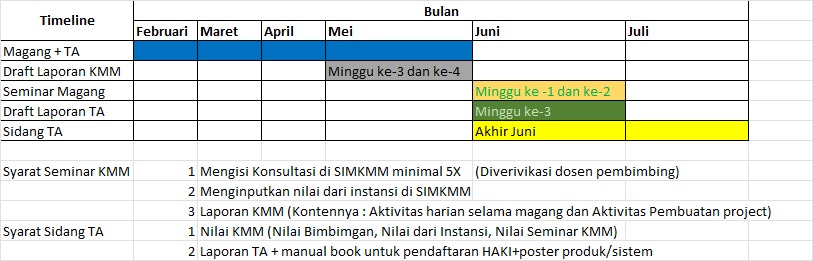 Timeline Bulan
Februari Maret April Mei Juni Juli
Magang + TA
Draft Laporan KMM Minggu ke-3 dan ke-4
Seminar Magang Minggu ke -1 dan ke-2
Draft Laporan TA Minggu ke-3
Sidang TA Akhir Juni
Syarat Seminar KMM 1 Mengisi Konsultasi di SIMKMM minimal 5X (Diverivikasi dosen pembimbing)
2 Menginputkan nilai dari instansi di SIMKMM
3 Laporan KMM (Kontennya : Aktivitas harian selama magang dan Aktivitas Pembuatan project)
Syarat Sidang TA 1 Nilai KMM (Nilai Bimbimgan, Nilai dari Instansi, Nilai Seminar KMM)
2 Laporan TA + manual book untuk pendaftaran HAKI+poster produk/sistem